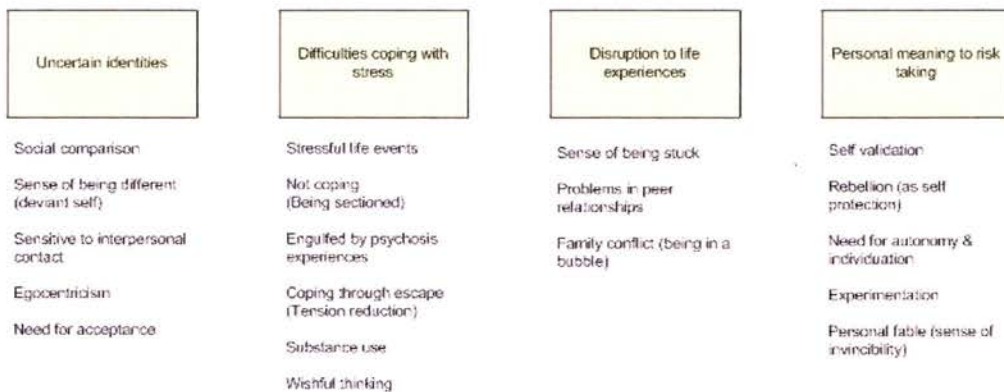 Uncertain identities
Difficulties coping with
stress
Disruption to life
experiences
Personal meaning to risk
taking
Social comparison
Sense of being different
(deviant self)
Sensitive to interpersonal
contact
Egocentricism
Need for acceptance
Stressful life events
Not coping
(Being sectioned)
Engulfed by psychosis
experiences
Coping through escape
(Tension reduction)
Substance use
Wishful thinking
Sense of being stuck
Problems in peer
relationships
Family conflict (being in a
bubble)
Self validation
Rebellion (as self
protection)
Need for autonomy &
individuation
Experimentation
Personal fable (sense of
invincibility)